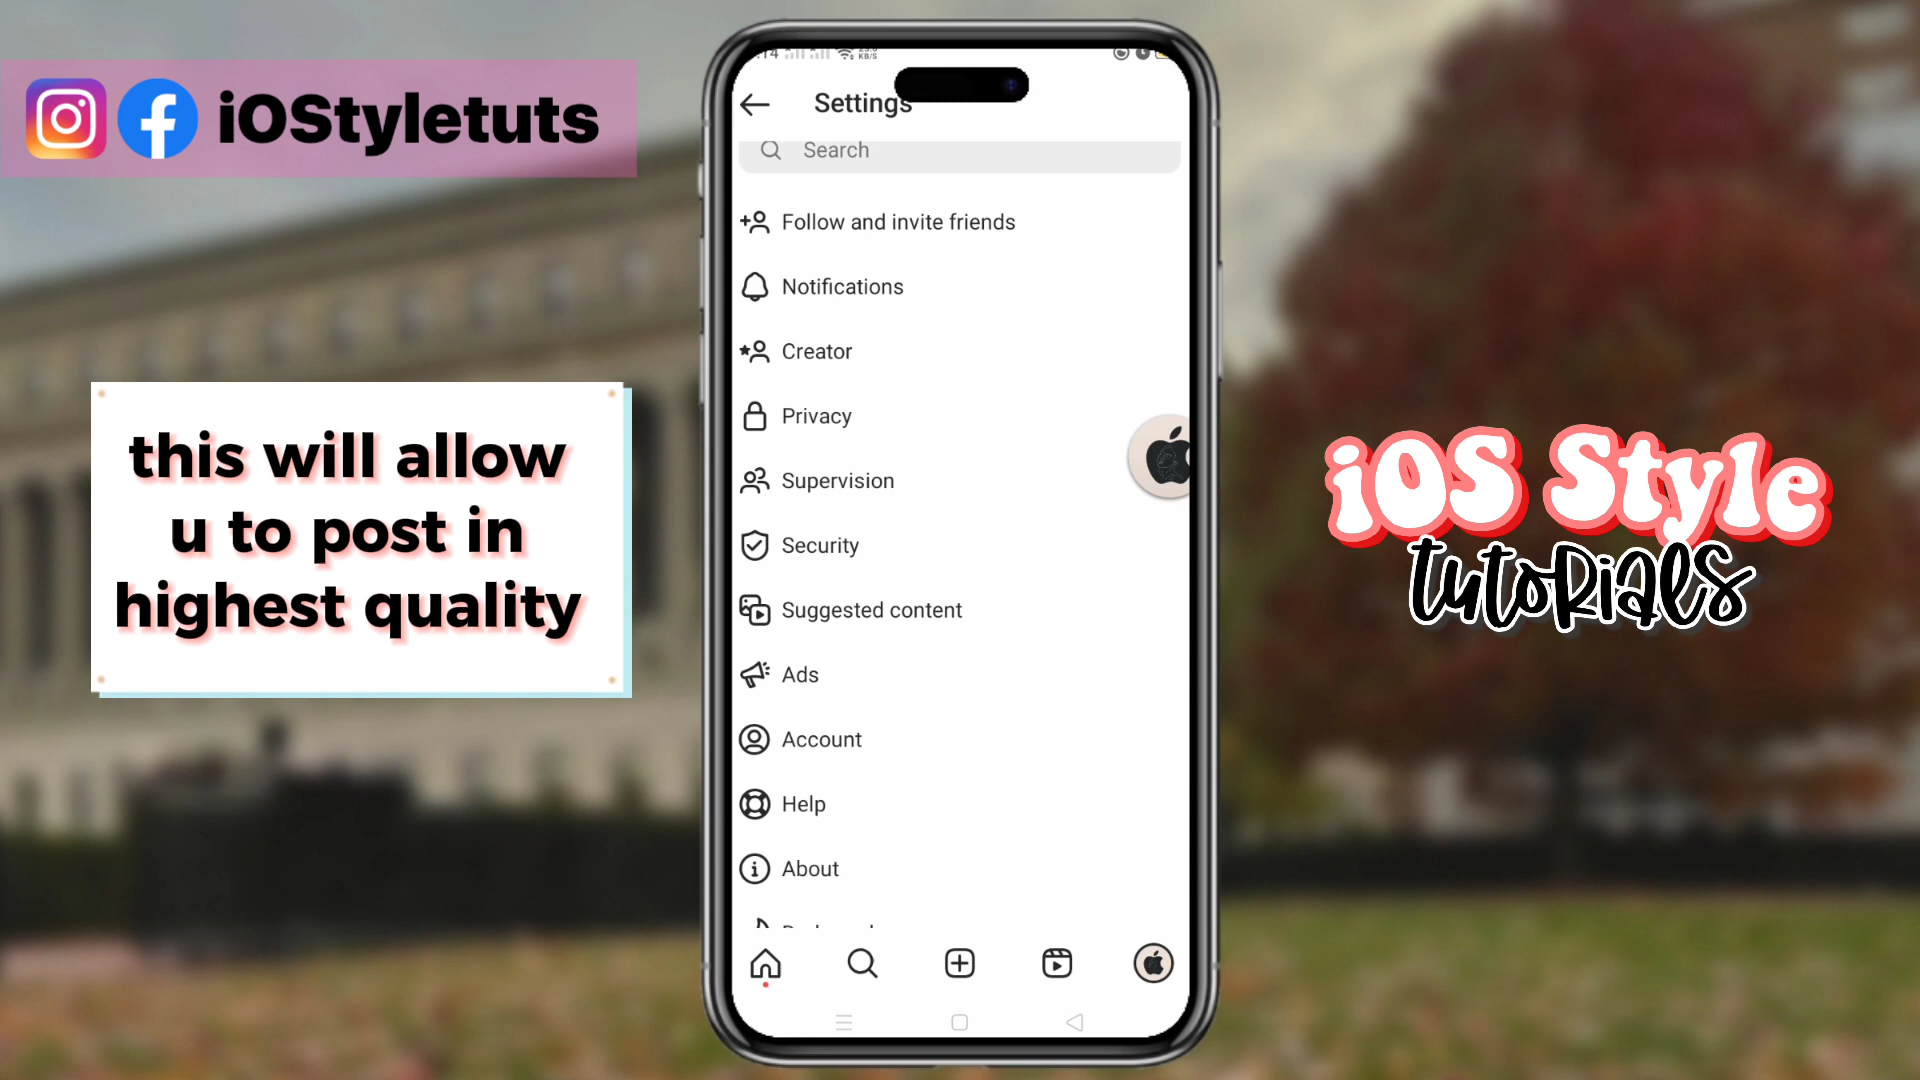 iOStyletuts
this will allow
u to post in
highest quality
KB/S
Settings
Search
Follow and invite friends
Notifications
Creator
Privacy
Supervision
Security
Suggested content
Ads
Account
Help
About
iOS Style
tutorials